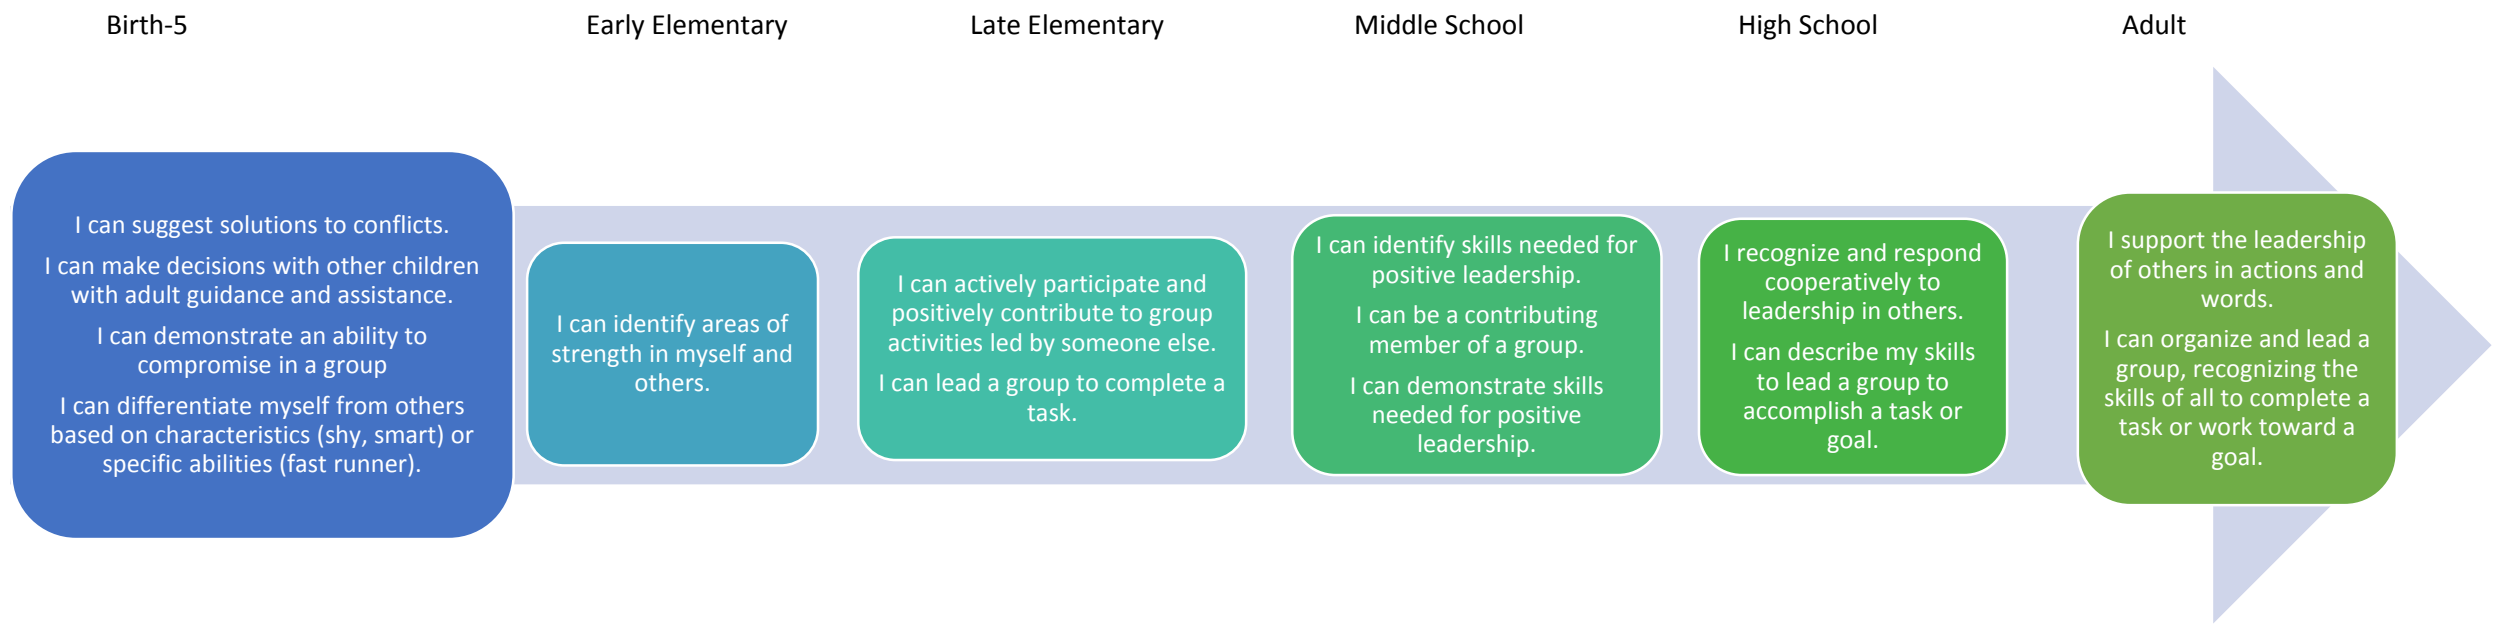 Birth-5
Early Elementary
Late Elementary
Middle School
High School
Adult
I can suggest solutions to conflicts.
I can make decisions with other children
with adult guidance and assistance.
I can demonstrate an ability to
compromise in a group
I can differentiate myself from others
based on characteristics (shy, smart) or
specific abilities (fast runner).
I can identify areas of
strength in myself and
others.
I can actively participate and
positively contribute to group
activities led by someone else.
I can lead a group to complete a
task.
I can identify skills needed for
positive leadership.
I can be a contributing
member of a group.
I can demonstrate skills
needed for positive
leadership.
I recognize and respond
cooperatively to
leadership in others.
I can describe my skills
to lead a group to
accomplish a task or
goal.
I support the leadership
of others in actions and
words.
I can organize and lead a
group, recognizing the
skills of all to complete a
task or work toward a
goal.